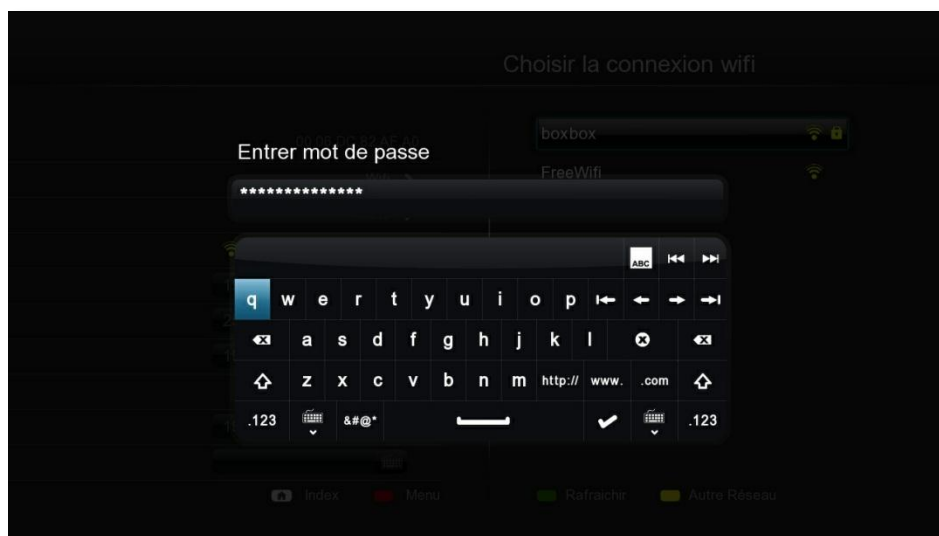 Choisir la connexion wifi
boxbox
Entrer mot de passe
FreeWifi
**************
ABC
q w e r t y u i o p
a s d f g h j k l
z x c v b n m http:// www. .com
.123 &#@* .123
Index Menu Rafraichir Autre Réseau